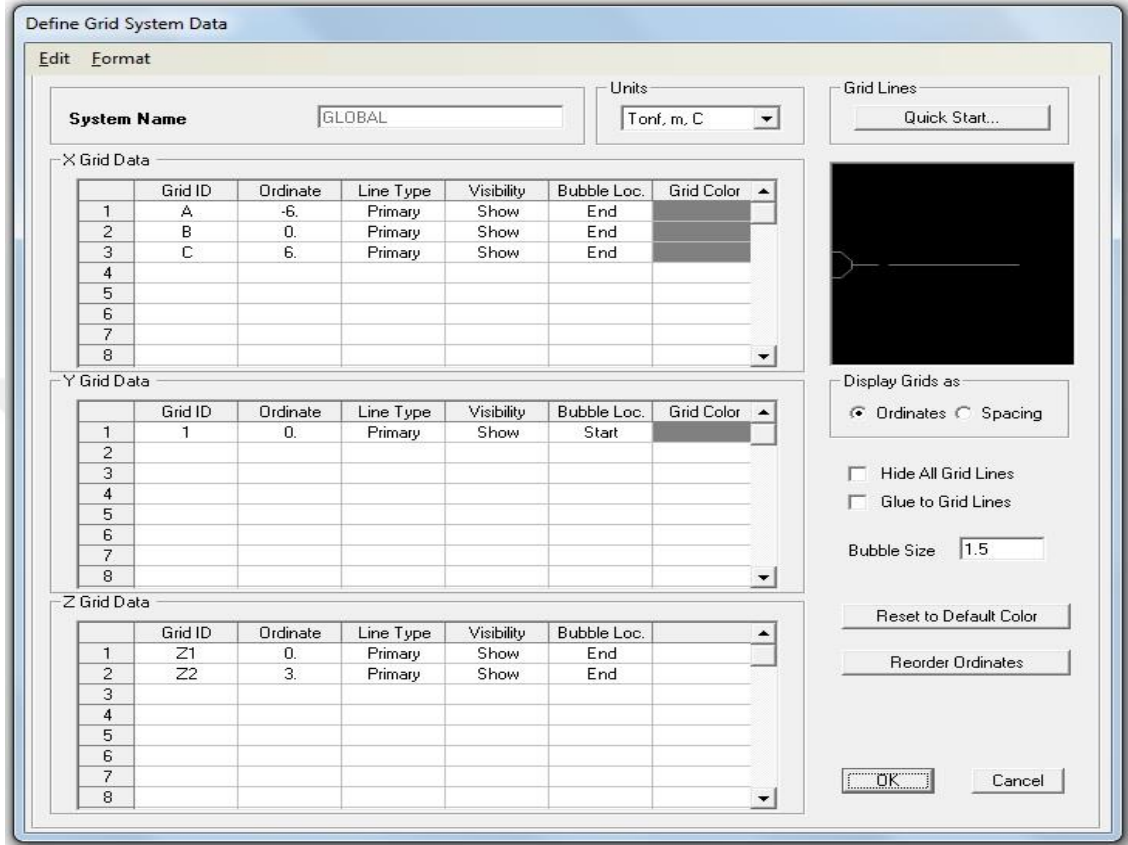 Define Grid System Data
Edit Format
System Name GLOBAL
Units
Tonf, m, C
Grid Lines
Quick Start...
X Grid Data
Grid ID Ordinate Line Type Visibility Bubble Loc. Grid Color
1 A -6. Primary Show End
2 B 0. Primary Show End
3 C 6. Primary Show End
4
5
6
7
8
Y Grid Data
Grid ID Ordinate Line Type Visibility Bubble Loc. Grid Color
1 1 0. Primary Show Start
2
3
4
5
6
7
8
Z Grid Data
Grid ID Ordinate Line Type Visibility Bubble Loc.
1 Z1 0. Primary Show End
2 Z2 3. Primary Show End
3
4
5
6
7
8
Display Grids as
Ordinates Spacing
Hide All Grid Lines
Glue to Grid Lines
Bubble Size 1.5
Reset to Default Color
Reorder Ordinates
OK Cancel